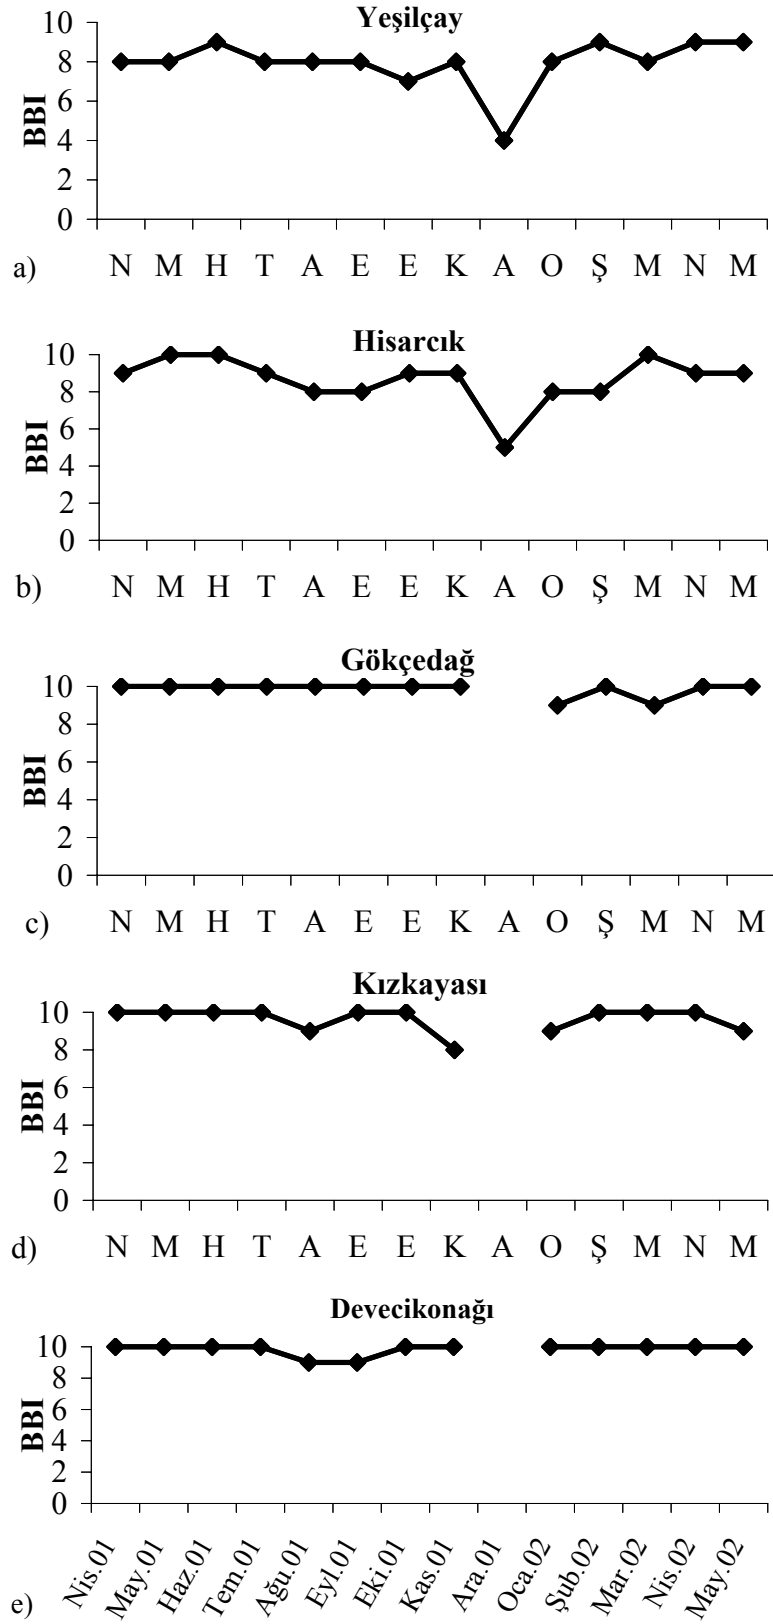 Yeşilçay
10
8
6
4
2
0
BBI
a) N M H T A E E K A O Ş M N M
Hisarcık
10
8
6
4
2
0
BBI
b) N M H T A E E K A O Ş M N M
Gökçedağ
10
8
6
4
2
0
BBI
c) N M H T A E E K A O Ş M N M
Kızkayası
10
8
6
4
2
0
BBI
d) N M H T A E E K A O Ş M N M
Devecikonağı
10
8
6
4
2
0
BBI
e) Nis.01 May.01 Haz.01 Tem.01 Ağu.01 Eyl.01 Eki.01 Kas.01 Ara.01 Oca.02 Şub.02 Mar.02 Nis.02 May.02